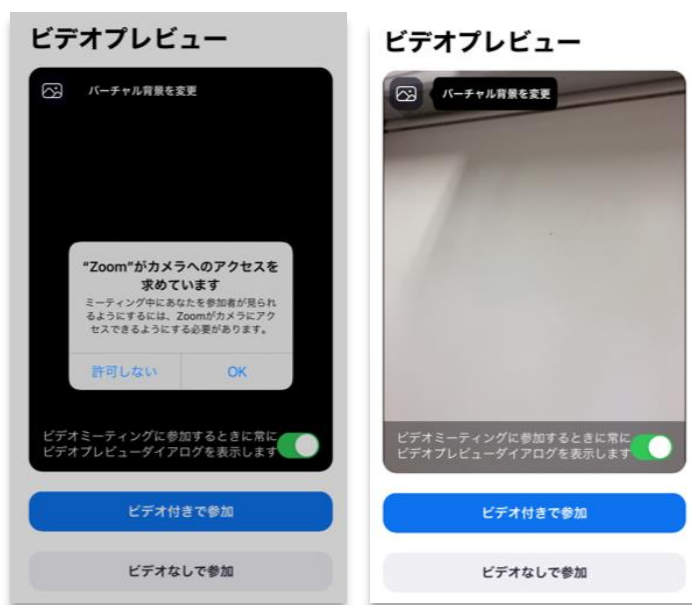 ビデオプレビュー
バーチャル背景を変更
“Zoom”がカメラへのアクセスを
求めています
ミーティング中にあなたを参加者が見られ
るようにするには、Zoomがカメラにアク
セスできるようにする必要があります。
許可しない
OK
ビデオミーティングに参加するときに常に
ビデオプレビューダイアログを表示します
ビデオ付きで参加
ビデオなしで参加
ビデオプレビュー
バーチャル背景を変更
ビデオミーティングに参加するときに常に
ビデオプレビューダイアログを表示します
ビデオ付きで参加
ビデオなしで参加